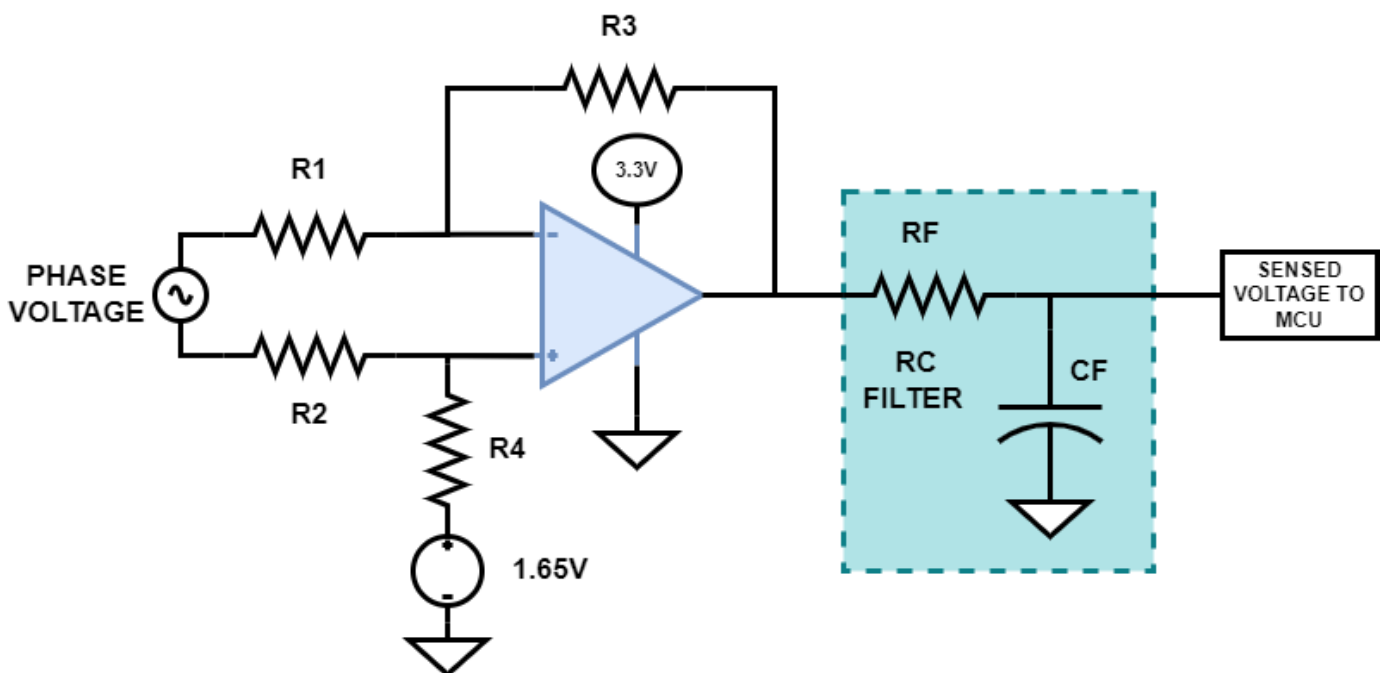 R3
3.3V
R1
-
PHASE
VOLTAGE
R2
+
R4
+
-
1.65V
RF
RC
FILTER
CF
SENSED
VOLTAGE TO
MCU